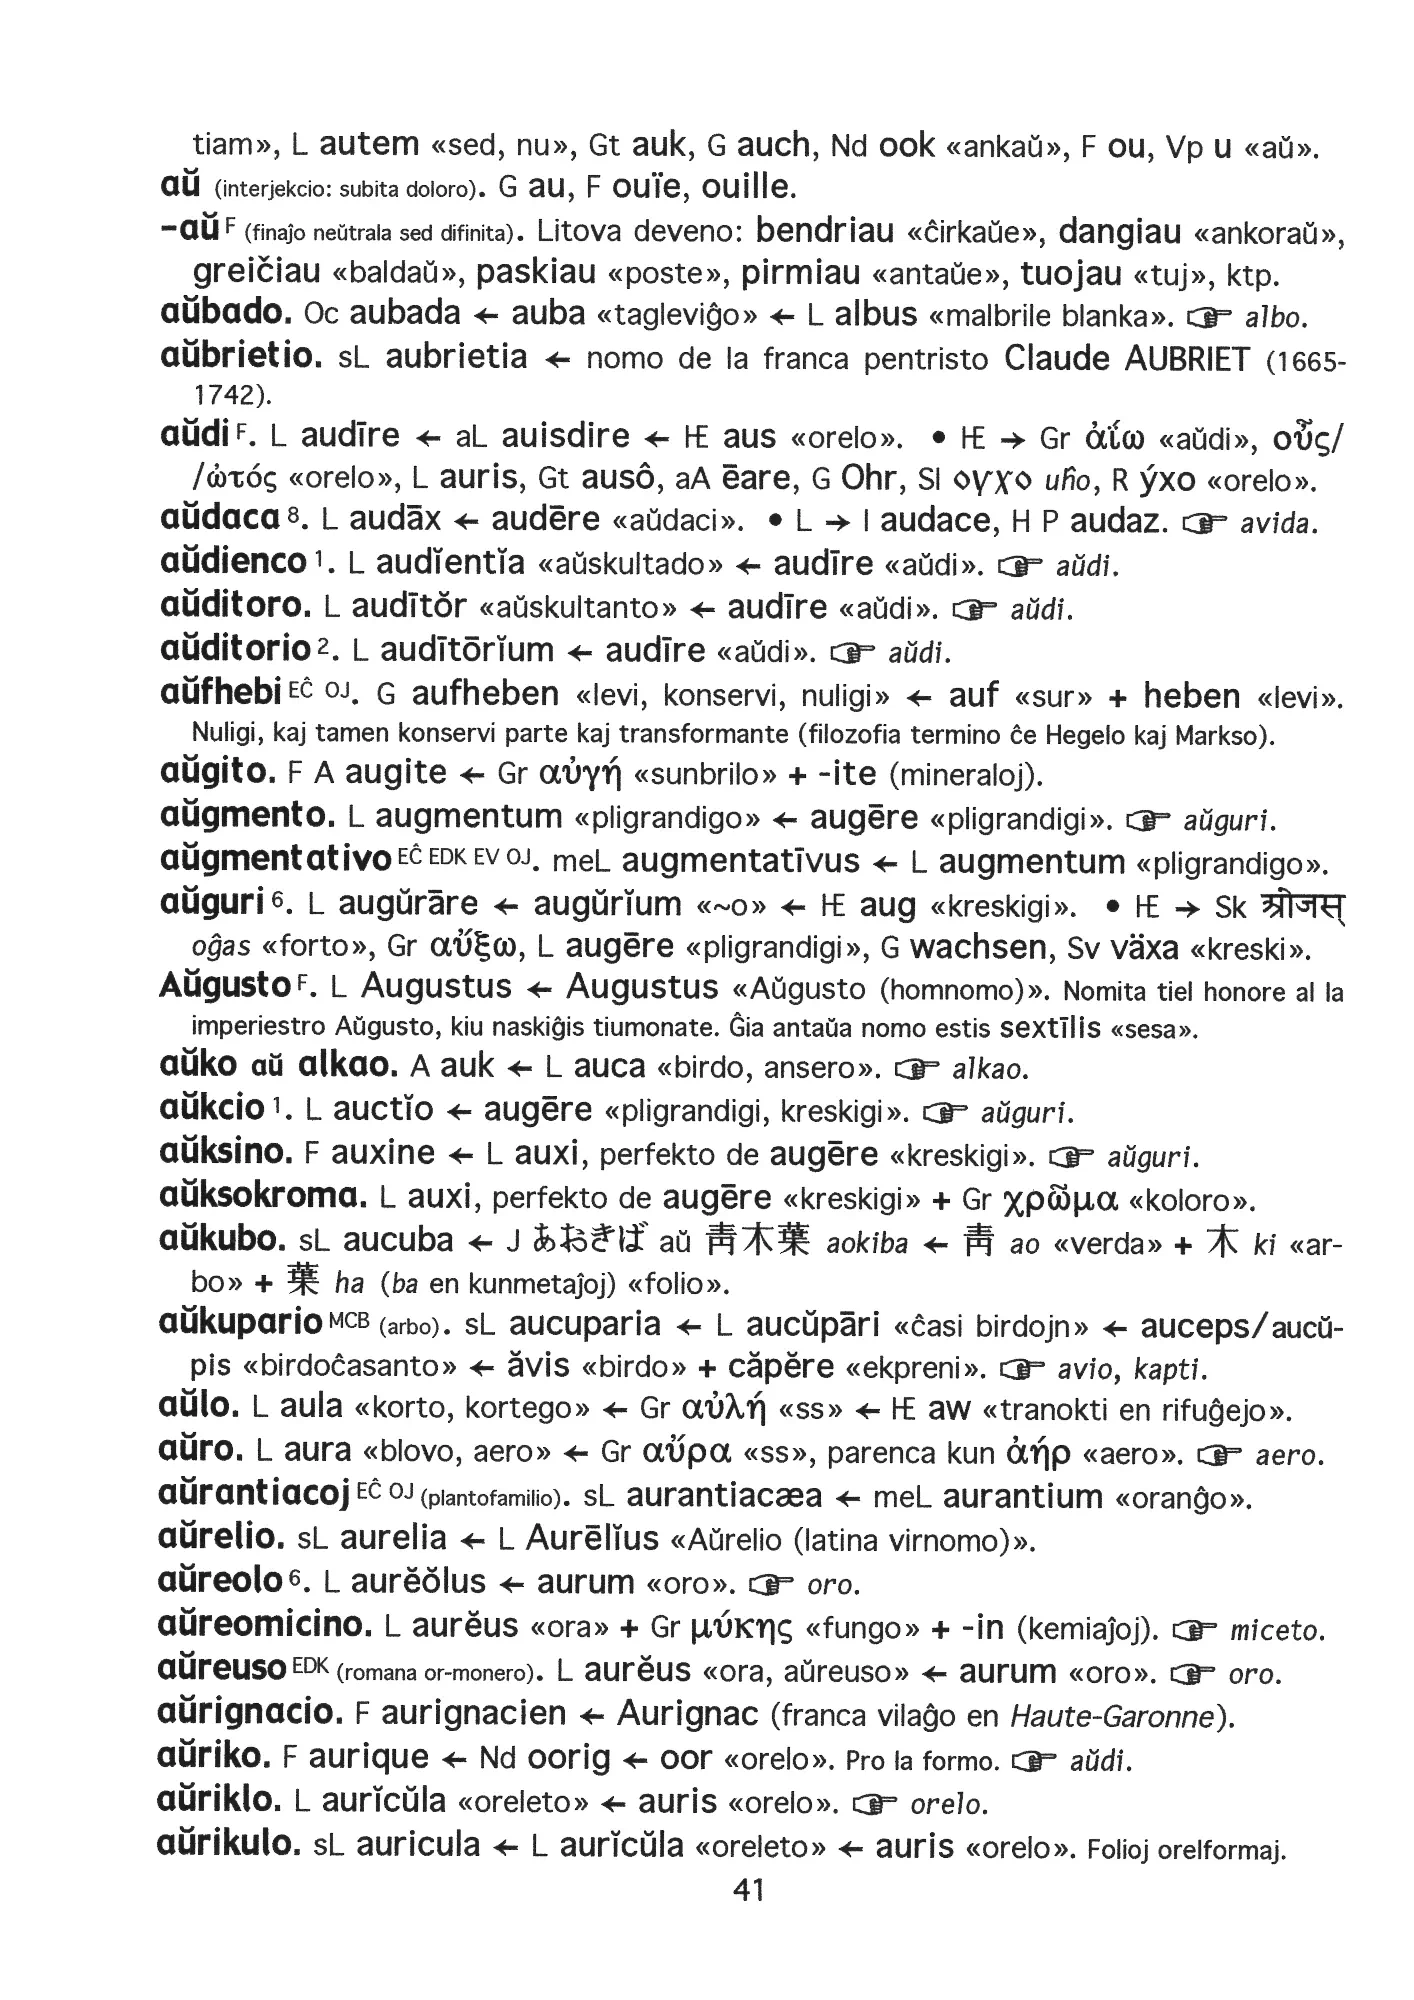 tiam», L autem «sed, nu», Gt auk, G auch, Nd ook «ankaŭ», F ou, Vp u «aŭ».
aŭ (interjekcio: subita doloro). G au, F ouïe, ouille.
-aŭ F (finaĵo neŭtrala sed difinita). Litova deveno: bendriau «ĉirkaŭe», dangiau «ankoraŭ»,
greičiau «baldaŭ», paskiau «poste», pirmiau «antaŭe», tuojau «tuj», ktp.
aŭbado. Oc aubada ← auba «tagleviĝo» ← L albus «malbrile blanka». ☞ albo.
aŭbrietio. sL aubrietia ← nomo de la franca pentristo Claude AUBRIET (1665-
1742).
aŭdi F. L audīre ← aL auisdire ← IE aus «orelo». • IE → Gr ἀΐω «aŭdi», οὖς/
/ὠτός «orelo», L auris, Gt ausô, aA ēare, G Ohr, Sl ογχο uĥo, R ýxo «orelo».
aŭdaca 8. L audāx ← audēre «aŭdaci». • L → I audace, H P audaz. ☞ avida.
aŭdienco 1. L audĭentĭa «aŭskultado» ← audīre «aŭdi». ☞ aŭdi.
aŭditoro. L audītŏr «aŭskultanto» ← audīre «aŭdi». ☞ aŭdi.
aŭditorio 2. L audītōrĭum ← audīre «aŭdi». ☞ aŭdi.
aŭfhebi EĈ OJ. G aufheben «levi, konservi, nuligi» ← auf «sur» + heben «levi».
Nuligi, kaj tamen konservi parte kaj transformante (filozofia termino ĉe Hegelo kaj Markso).
aŭgito. F A augite ← Gr αὐγή «sunbrilo» + -ite (mineraloj).
aŭgmento. L augmentum «pligrandigo» ← augēre «pligrandigi». ☞ aŭguri.
aŭgmentativo EĈ EDK EV OJ. meL augmentatīvus ← L augmentum «pligrandigo».
aŭguri 6. L augŭrāre ← augŭrĭum «~o» ← IE aug «kreskigi». • IE → Sk ओजस्
oĝas «forto», Gr αὔξω, L augēre «pligrandigi», G wachsen, Sv växa «kreski».
Aŭgusto F. L Augustus ← Augustus «Aŭgusto (homnomo)». Nomita tiel honore al la
imperiestro Aŭgusto, kiu naskiĝis tiumonate. Ĝia antaŭa nomo estis sextīlis «sesa».
aŭko aŭ alkao. A auk ← L auca «birdo, ansero». ☞ alkao.
aŭkcio 1. L auctĭo ← augēre «pligrandigi, kreskigi». ☞ aŭguri.
aŭksino. F auxine ← L auxi, perfekto de augēre «kreskigi». ☞ aŭguri.
aŭksokroma. L auxi, perfekto de augēre «kreskigi» + Gr χρῶμα «koloro».
aŭkubo. sL aucuba ← J あおきば aŭ 靑木葉 aokiba ← 靑 ao «verda» + 木 ki «ar-
bo» + 葉 ha (ba en kunmetaĵoj) «folio».
aŭkupario MCB (arbo). sL aucuparia ← L aucŭpāri «ĉasi birdojn» ← auceps/aucŭ-
pis «birdoĉasanto» ← ăvis «birdo» + căpĕre «ekpreni». ☞ avio, kapti.
aŭlo. L aula «korto, kortego» ← Gr αὐλή «ss» ← IE aw «tranokti en rifuĝejo».
aŭro. L aura «blovo, aero» ← Gr αὔρα «ss», parenca kun ἀήρ «aero». ☞ aero.
aŭrantiacoj EĈ OJ (plantofamilio). sL aurantiacæa ← meL aurantium «oranĝo».
aŭrelio. sL aurelia ← L Aurēlĭus «Aŭrelio (latina virnomo)».
aŭreolo 6. L aurĕŏlus ← aurum «oro». ☞ oro.
aŭreomicino. L aurĕus «ora» + Gr μύκης «fungo» + -in (kemiaĵoj). ☞ miceto.
aŭreuso EDK (romana or-monero). L aurĕus «ora, aŭreuso» ← aurum «oro». ☞ oro.
aŭrignacio. F aurignacien ← Aurignac (franca vilaĝo en Haute-Garonne).
aŭriko. F aurique ← Nd oorig ← oor «orelo». Pro la formo. ☞ aŭdi.
aŭriklo. L aurĭcŭla «oreleto» ← auris «orelo». ☞ orelo.
aŭrikulo. sL auricula ← L aurĭcŭla «oreleto» ← auris «orelo». Folioj orelformaj.
41